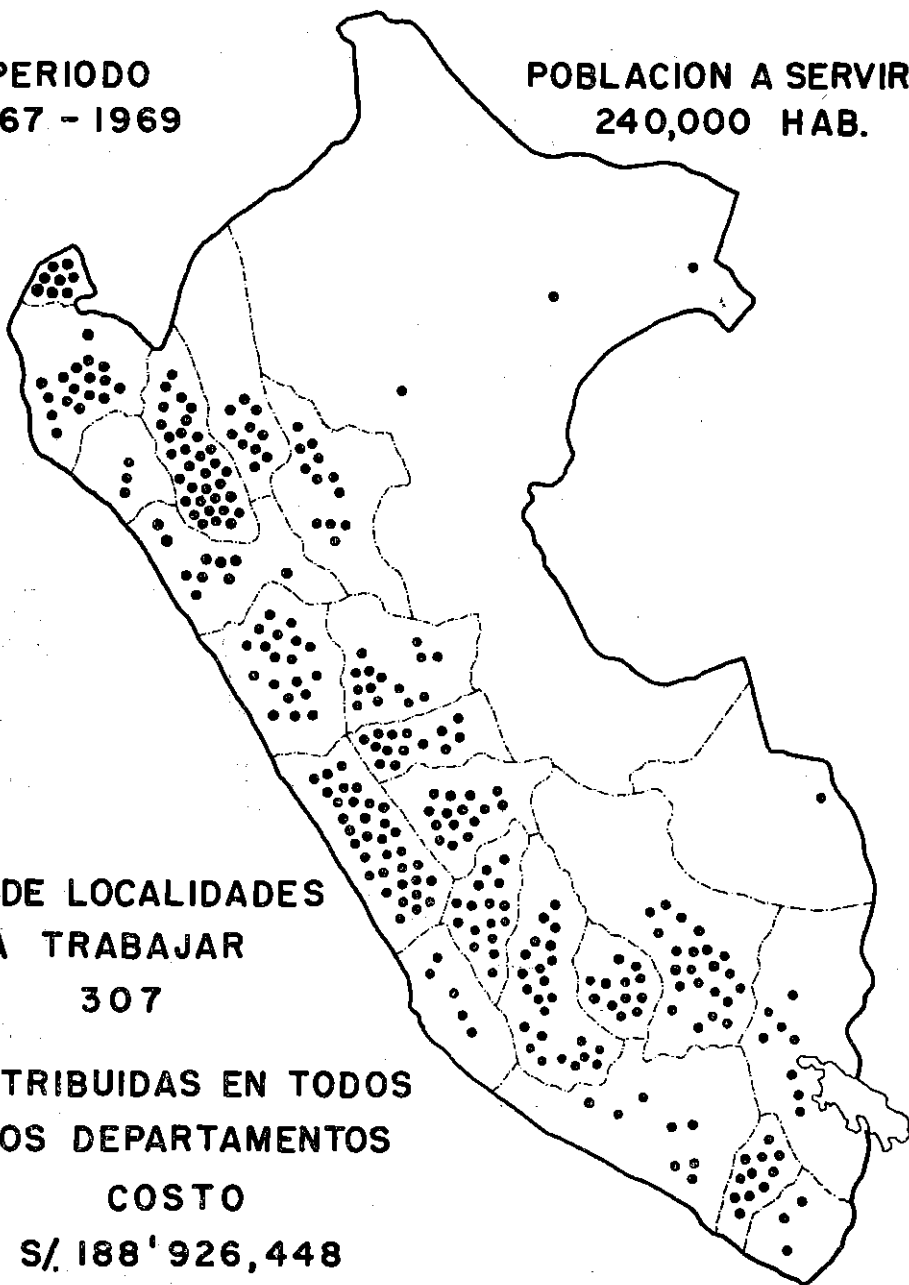 PERIODO
67 - 1969
POBLACION A SERVIR
240,000 HAB.
DE LOCALIDADES
A TRABAJAR
307
TRIBUIDAS EN TODOS
OS DEPARTAMENTOS
COSTO
S/. 188'926,448